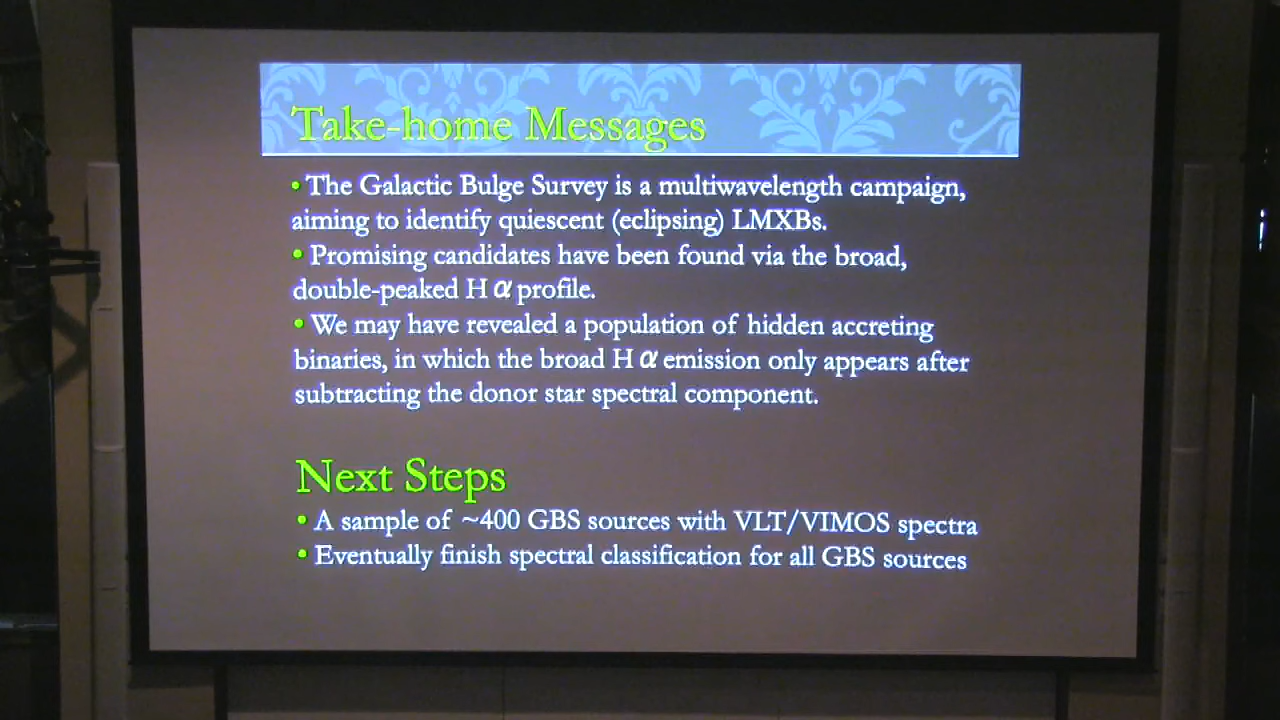 Take-home Messages
• The Galactic Bulge Survey is a multiwavelength campaign,
aiming to identify quiescent (eclipsing) LMXBs.
• Promising candidates have been found via the broad,
double-peaked H α profile.
• We may have revealed a population of hidden accreting
binaries, in which the broad H α emission only appears after
subtracting the donor star spectral component.
Next Steps
• A sample of ~400 GBS sources with VLT/VIMOS spectra
• Eventually finish spectral classification for all GBS sources